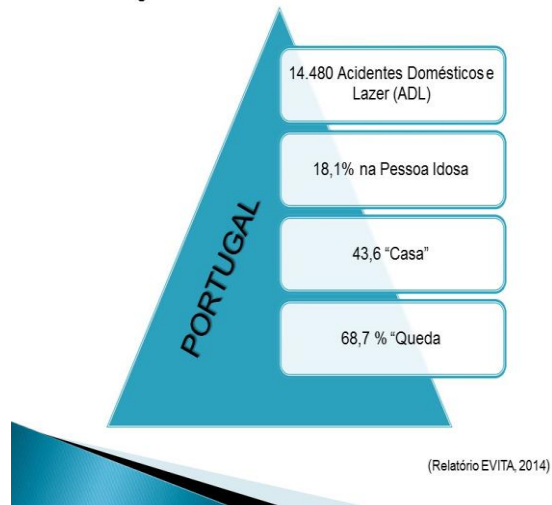 14.480 Acidentes Domésticos e
Lazer (ADL)
18,1% na Pessoa Idosa
43,6 “Casa”
68,7 % “Queda
PORTUGAL
(Relatório EVITA, 2014)